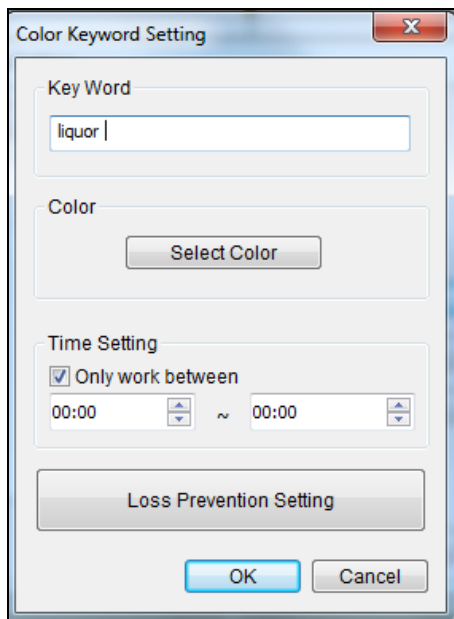 Color Keyword Setting
Key Word
liquor
Color
Select Color
Time Setting
Only work between
00:00 ~ 00:00
Loss Prevention Setting
OK Cancel